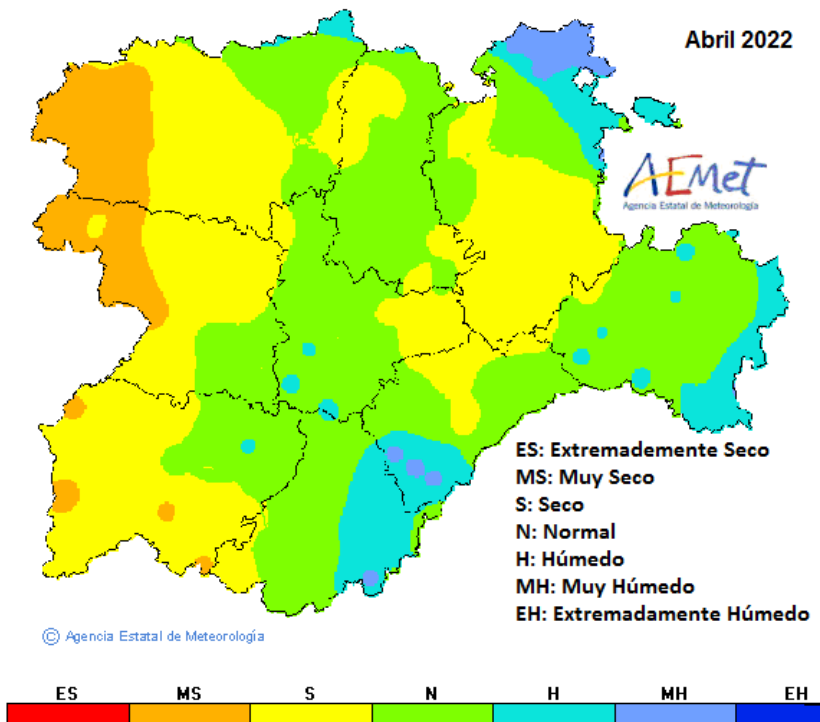 Abril 2022
AEMet
Agencia Estatal de Meteorología
ES: Extremademente Seco
MS: Muy Seco
S: Seco
N: Normal
H: Húmedo
MH: Muy Húmedo
EH: Extremadamente Húmedo
© Agencia Estatal de Meteorología
ES MS S N H MH EH